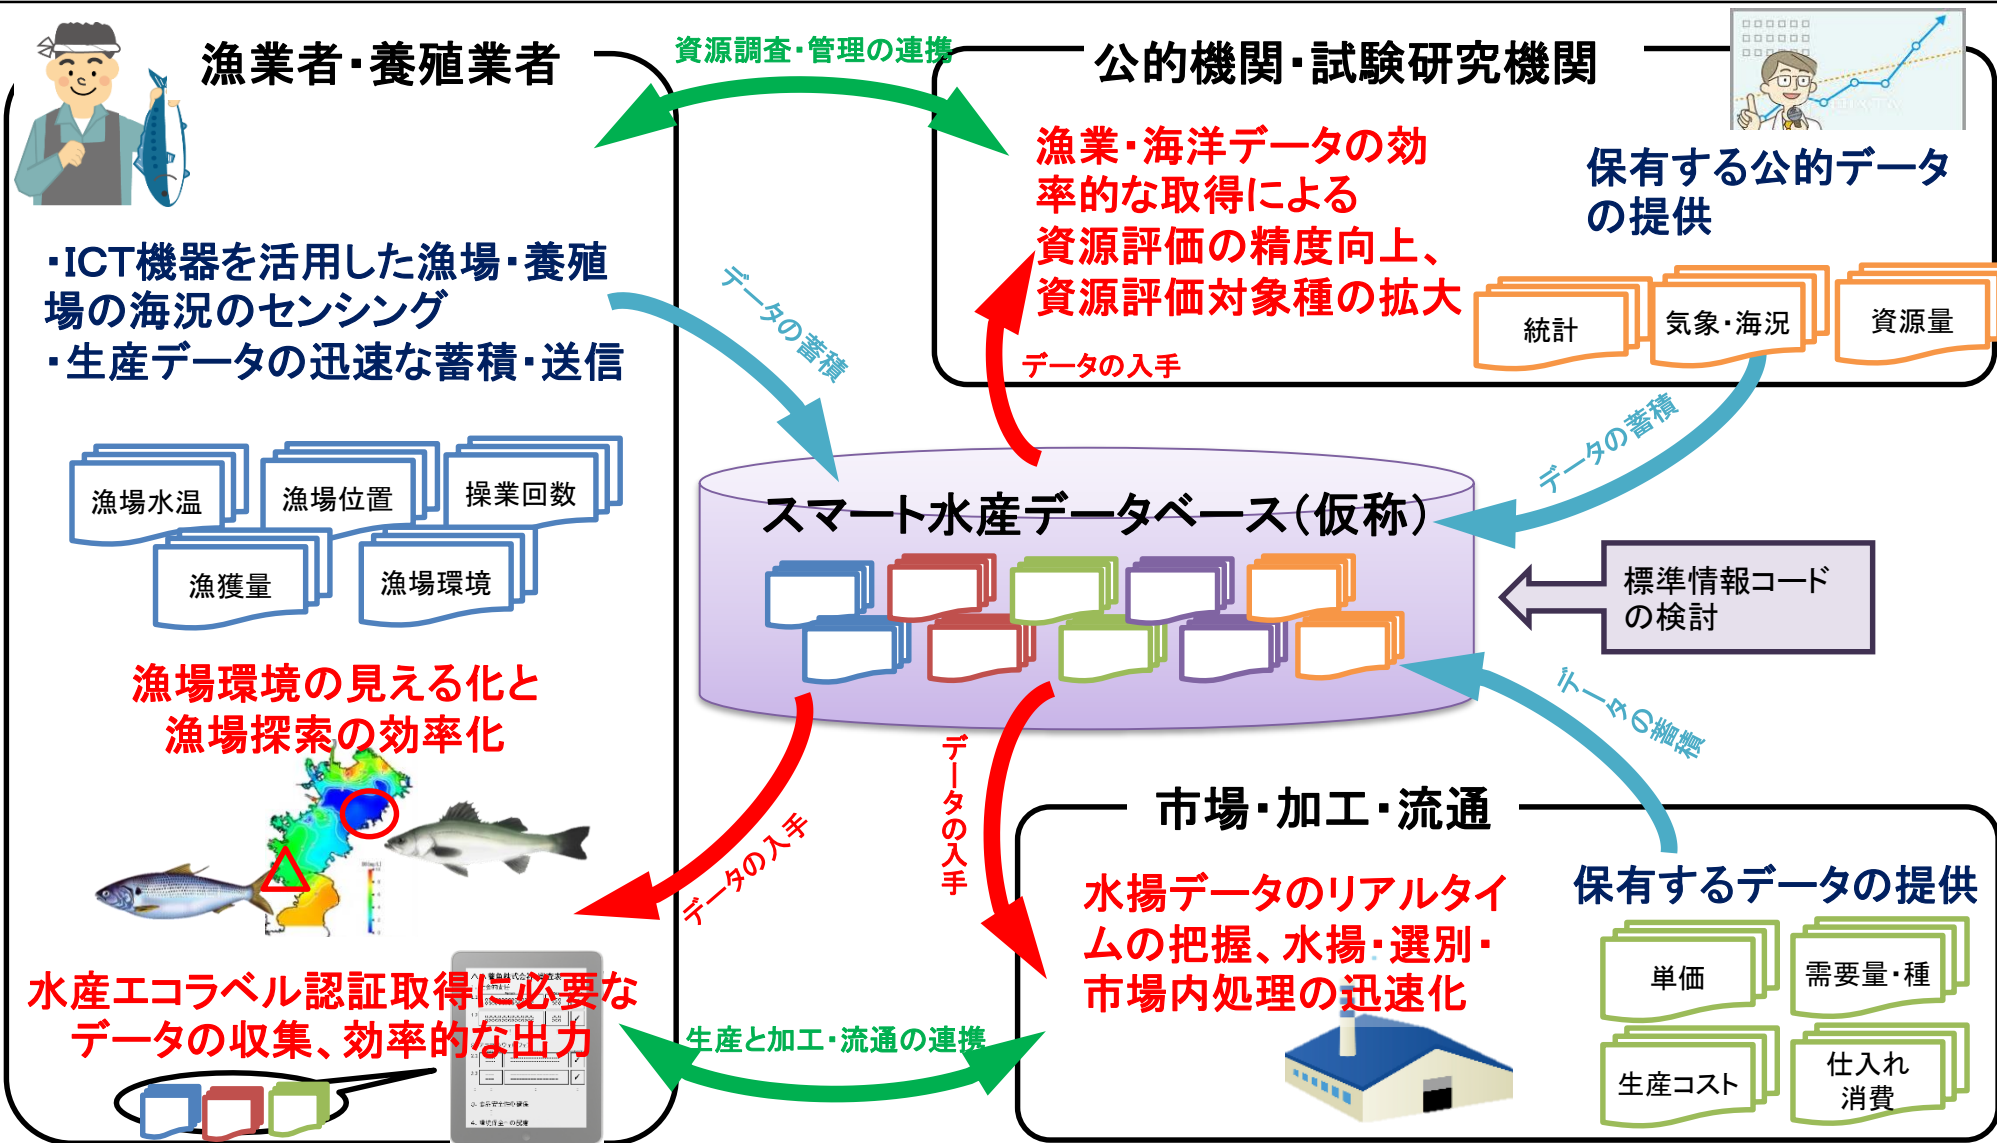 漁業者・養殖業者
・ICT機器を活用した漁場・養殖
場の海況のセンシング
・生産データの迅速な蓄積・送信
漁場水温
漁場位置
操業回数
漁獲量
漁場環境
漁場環境の見える化と
漁場探索の効率化
水産エコラベル認証取得に必要な
データの収集、効率的な出力
資源調査・管理の連携
公的機関・試験研究機関
漁業・海洋データの効
率的な取得による
資源評価の精度向上、
資源評価対象種の拡大
保有する公的データ
の提供
統計
気象・海況
資源量
データの蓄積
データの入手
データの蓄積
スマート水産データベース（仮称）
標準情報コード
の検討
データの蓄積
データの入手
データの入手
生産と加工・流通の連携
市場・加工・流通
水揚データのリアルタイ
ムの把握、水揚・選別・
市場内処理の迅速化
保有するデータの提供
単価
需要量・種
生産コスト
仕入れ
消費